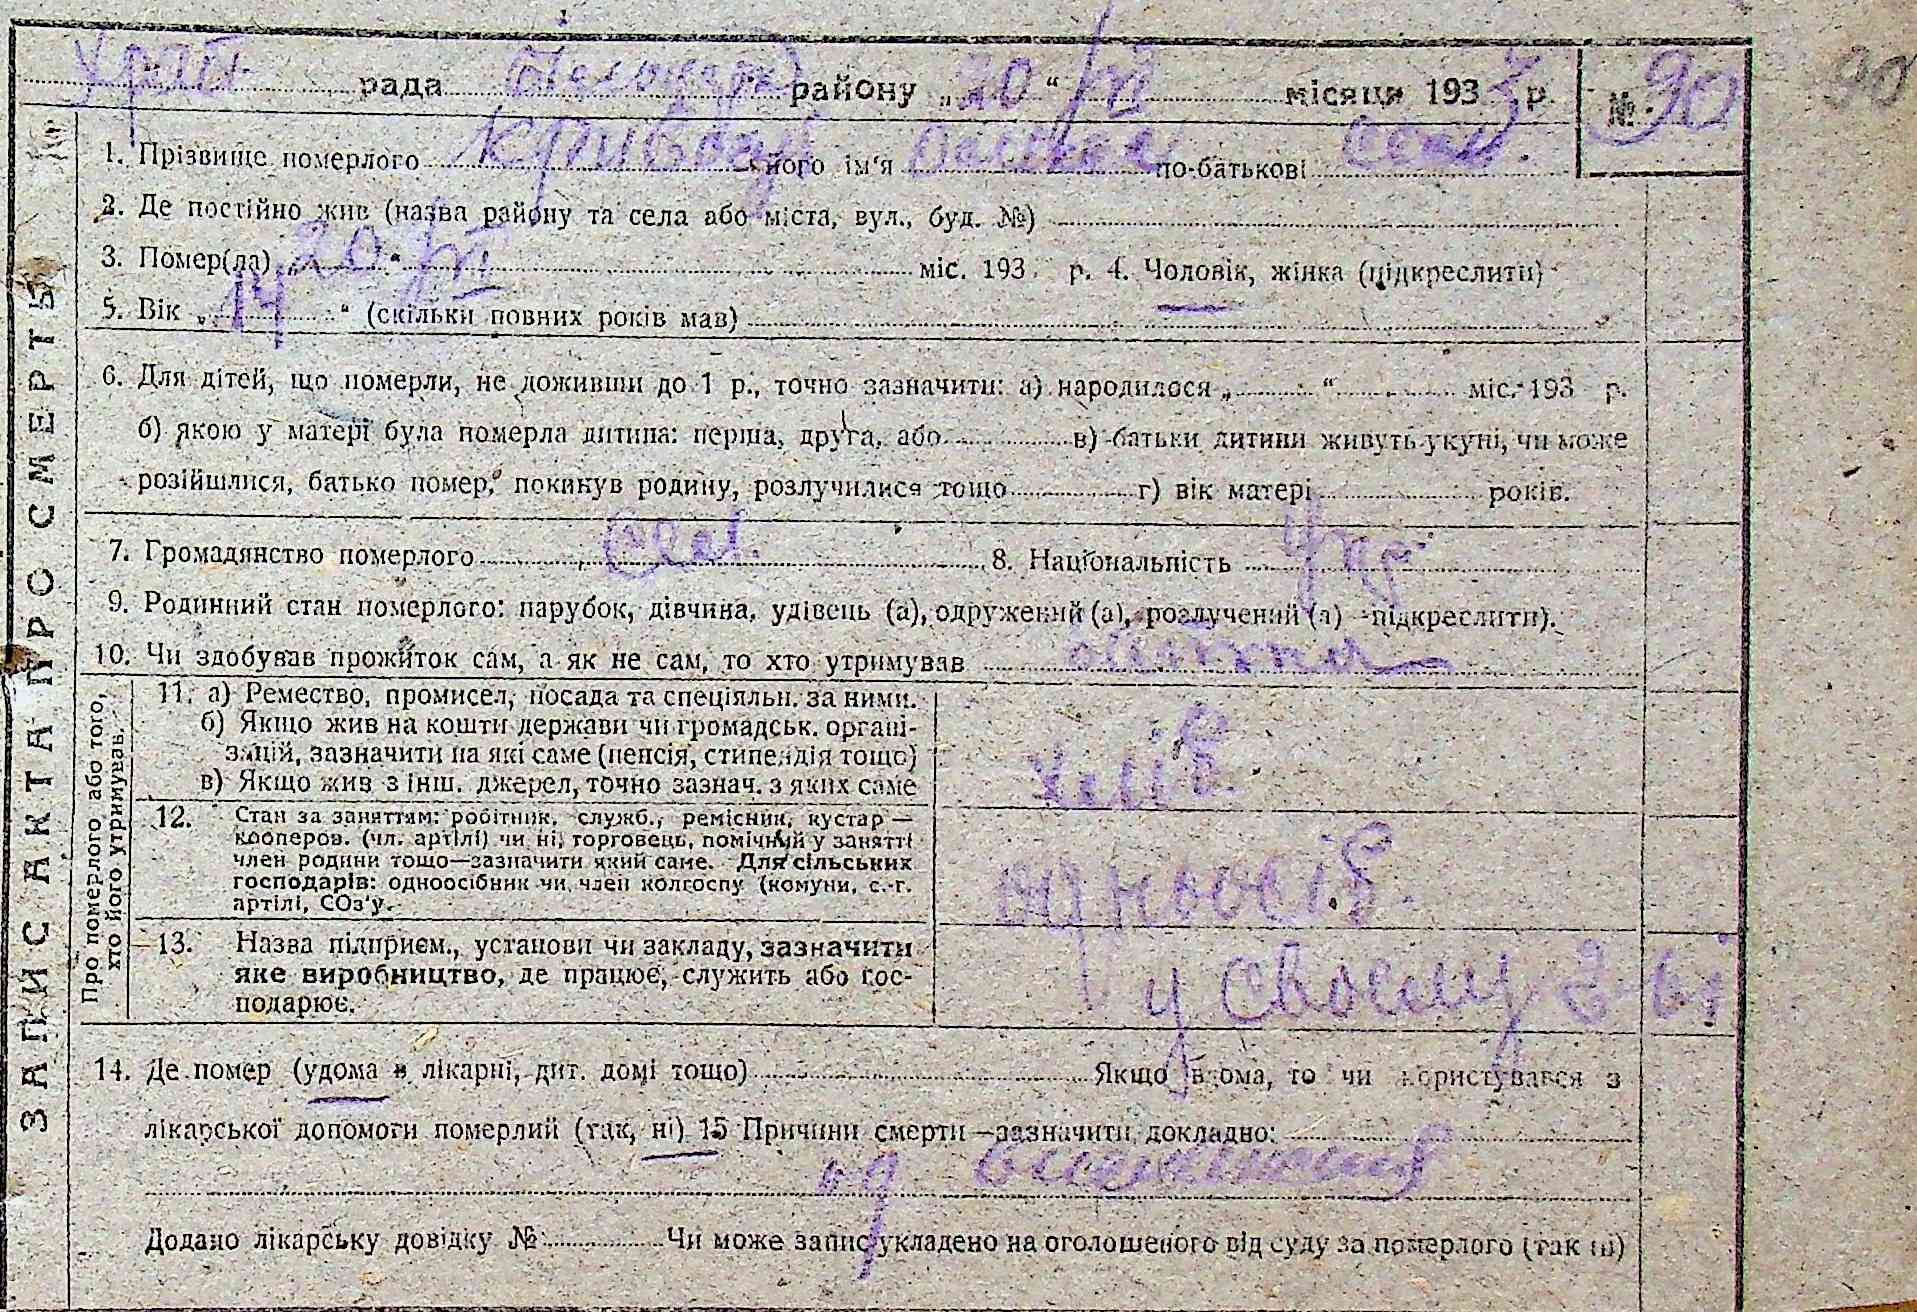 рада району „20“ VI місяця 1933 р. № 90
90
ЗАПИС АКТА ПРО СМЕРТЬ
1. Прізвище померлого його ім'я по-батькові
2. Де постійно жив (назва району та села або міста, вул., буд. №)
3. Помер(ла) „20“ VI міс. 193 р. 4. Чоловік, жінка (підкреслити)
5. Вік „14“ (скільки повних років мав)
6. Для дітей, що померли, не доживши до 1 р., точно зазначити: а) народилося „ “ міс. 193 р.
б) якою у матері була померла дитина: перша, друга, або в) батьки дитини живуть укупі, чи може
розійшлися, батько помер, покинув родину, розлучилися тощо г) вік матері років.
7. Громадянство померлого 8. Національність Укр.
9. Родинний стан померлого: парубок, дівчина, удівець (а), одружений (а), розлучений (а) підкреслити).
10. Чи здобував прожиток сам, а як не сам, то хто утримував
Про померлого або того, хто його утримував.
11. а) Ремество, промисел, посада та спеціяльн. за ними.
б) Якщо жив на кошти держави чи громадськ. органі-
зацій, зазначити на які саме (пенсія, стипендія тощо)
в) Якщо жив з інш. джерел, точно зазнач. з яких саме
хліб.
12. Стан за заняттям: робітник, служб., ремісник, кустар —
кооперов. (чл. артілі) чи ні, торговець, помічний у занятті
член родини тощо—зазначити який саме. Для сільських
господарів: одноосібник чи член колгоспу (комуни, с.-г.
артілі, СОз'у.
одноосіб.
13. Назва підприєм., установи чи закладу, зазначити
яке виробництво, де працює, служить або гос-
подарює.
у своему г-ві
14. Де помер (удома в лікарні, дит. домі тощо) Якщо вдома, то чи користувався з
лікарської допомоги померлий (так, ні) 15 Причини смерти—зазначити докладно:
од
Додано лікарську довідку № Чи може запис укладено на оголошеного від суду за померлого (так ні)